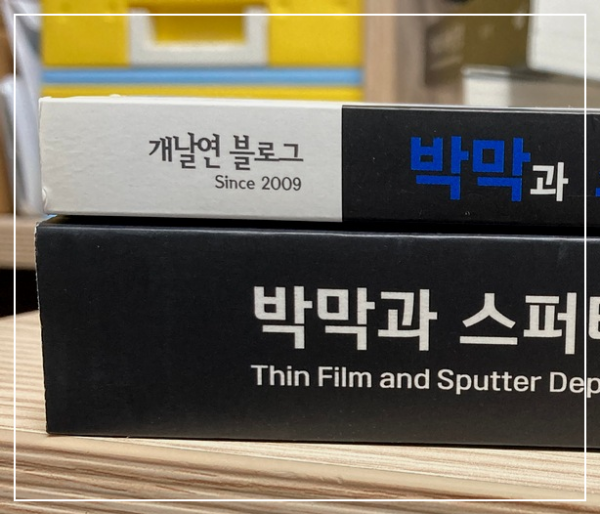 개날연 블로그
Since 2009
박막과
박막과 스퍼
Thin Film and Sputter Dep